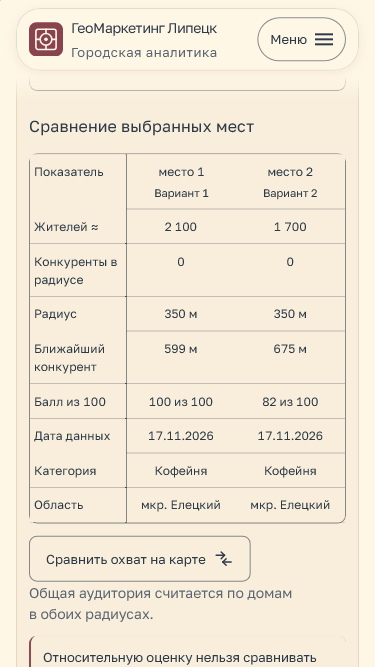 ГеоМаркетинг Липецк
Городская аналитика
Меню
Сравнение выбранных мест
Показатель место 1 место 2
Вариант 1 Вариант 2
Жителей ≈ 2 100 1 700
Конкуренты в радиусе 0 0
Радиус 350 м 350 м
Ближайший конкурент 599 м 675 м
Балл из 100 100 из 100 82 из 100
Дата данных 17.11.2026 17.11.2026
Категория Кофейня Кофейня
Область мкр. Елецкий мкр. Елецкий
Сравнить охват на карте
Общая аудитория считается по домам
в обоих радиусах.
Относительную оценку нельзя сравнивать